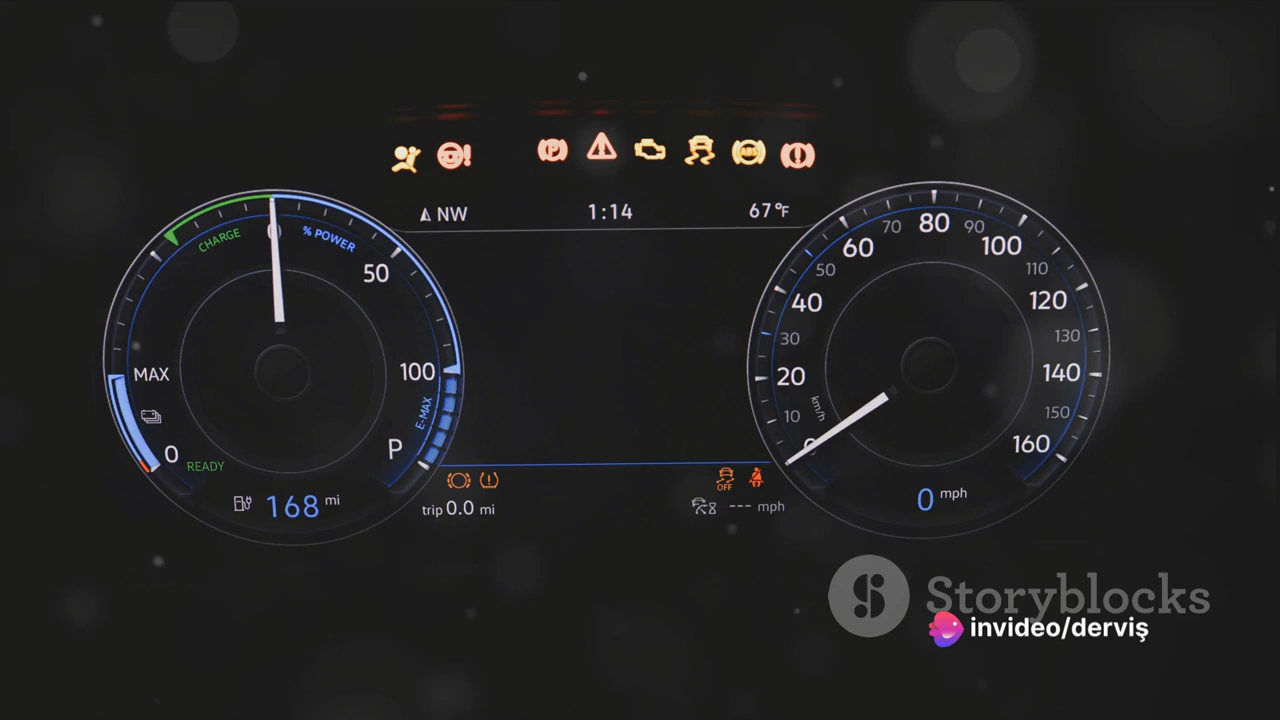 NW 1:14 67°F
CHARGE % POWER
50
MAX 100
E-MAX
0 P
READY
168 mi
trip 0.0 mi
ABS
P
OFF
--- mph
0 10 20 30 40 50 60 70 80 90 100 110 120 130 140 150 160
km/h
0 mph
Storyblocks
invideo/derviş